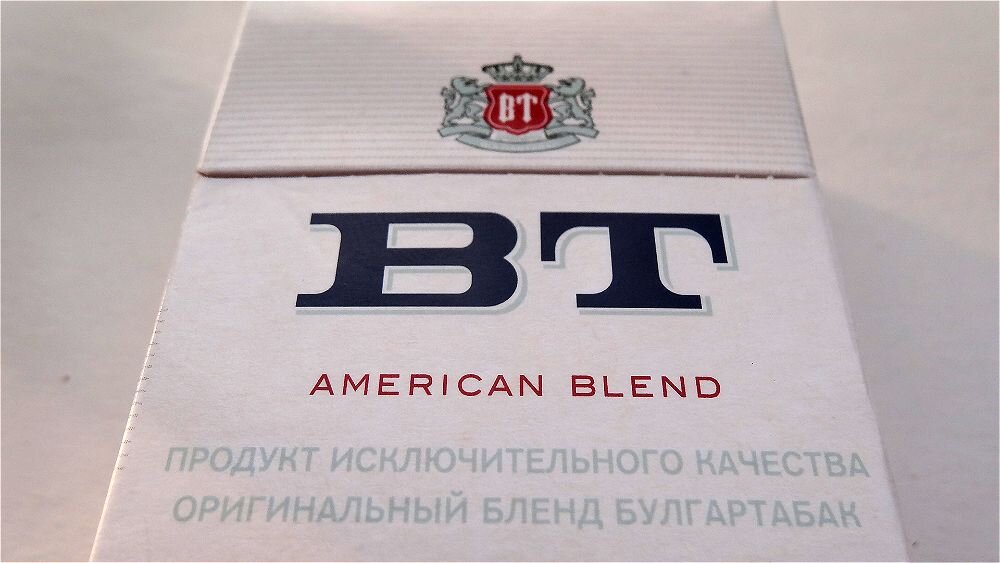 BT
BT
AMERICAN BLEND
ПРОДУКТ ИСКЛЮЧИТЕЛЬНОГО КАЧЕСТВА
ОРИГИНАЛЬНЫЙ БЛЕНД БУЛГАРТАБАК